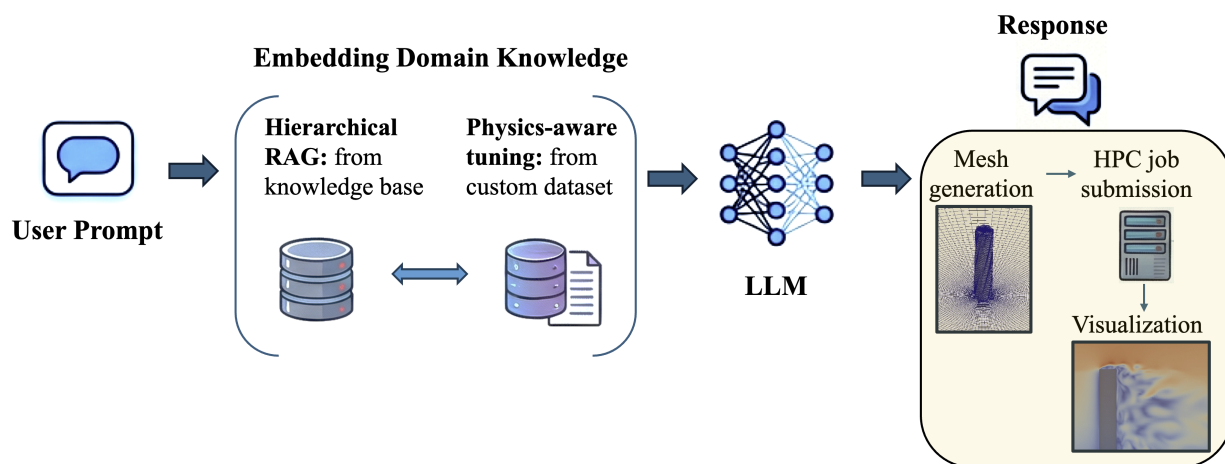 User Prompt
Embedding Domain Knowledge
Hierarchical
RAG: from
knowledge base
Physics-aware
tuning: from
custom dataset
LLM
Response
Mesh
generation
HPC job
submission
Visualization